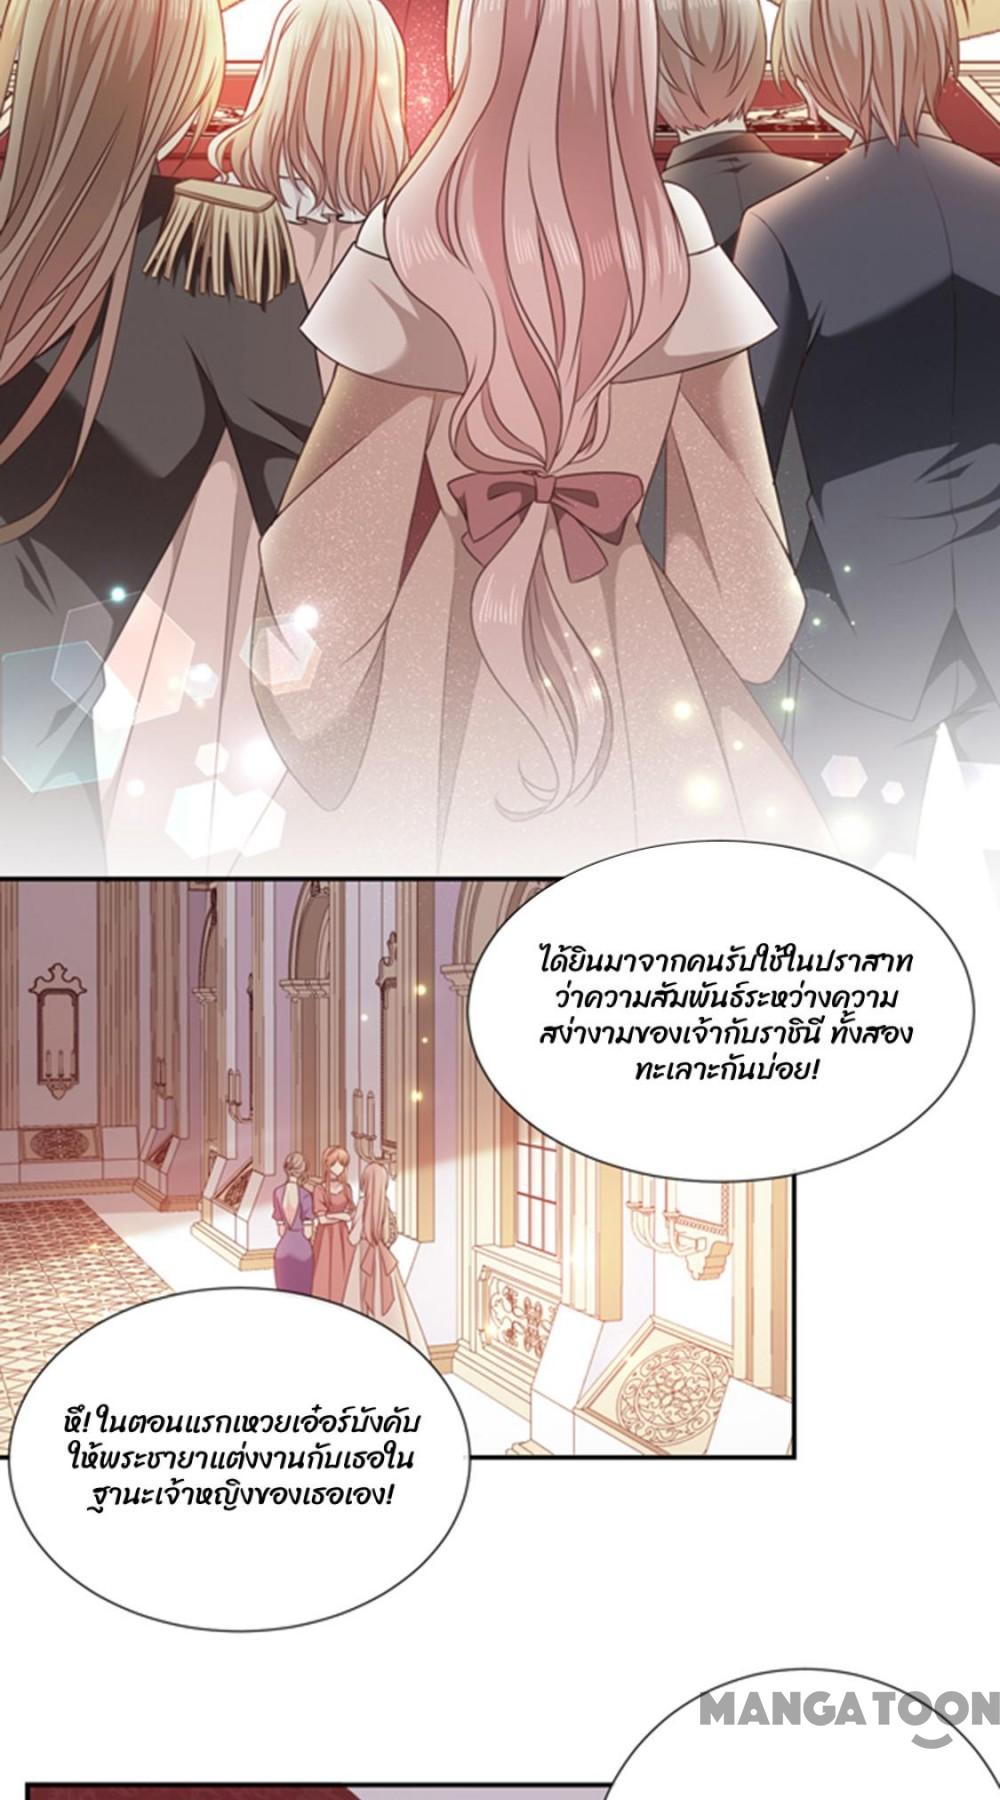 ได้ยินมาจากคนรับใช้ในปราสาท
ว่าความสัมพันธ์ระหว่างความ
สง่างามของเจ้ากับราชินี ทั้งสอง
ทะเลาะกันบ่อย!
หึ! ในตอนแรกเหวยเอ๋อร์บังคับ
ให้พระชายาแต่งงานกับเธอใน
ฐานะเจ้าหญิงของเธอเอง!
MANGATOON